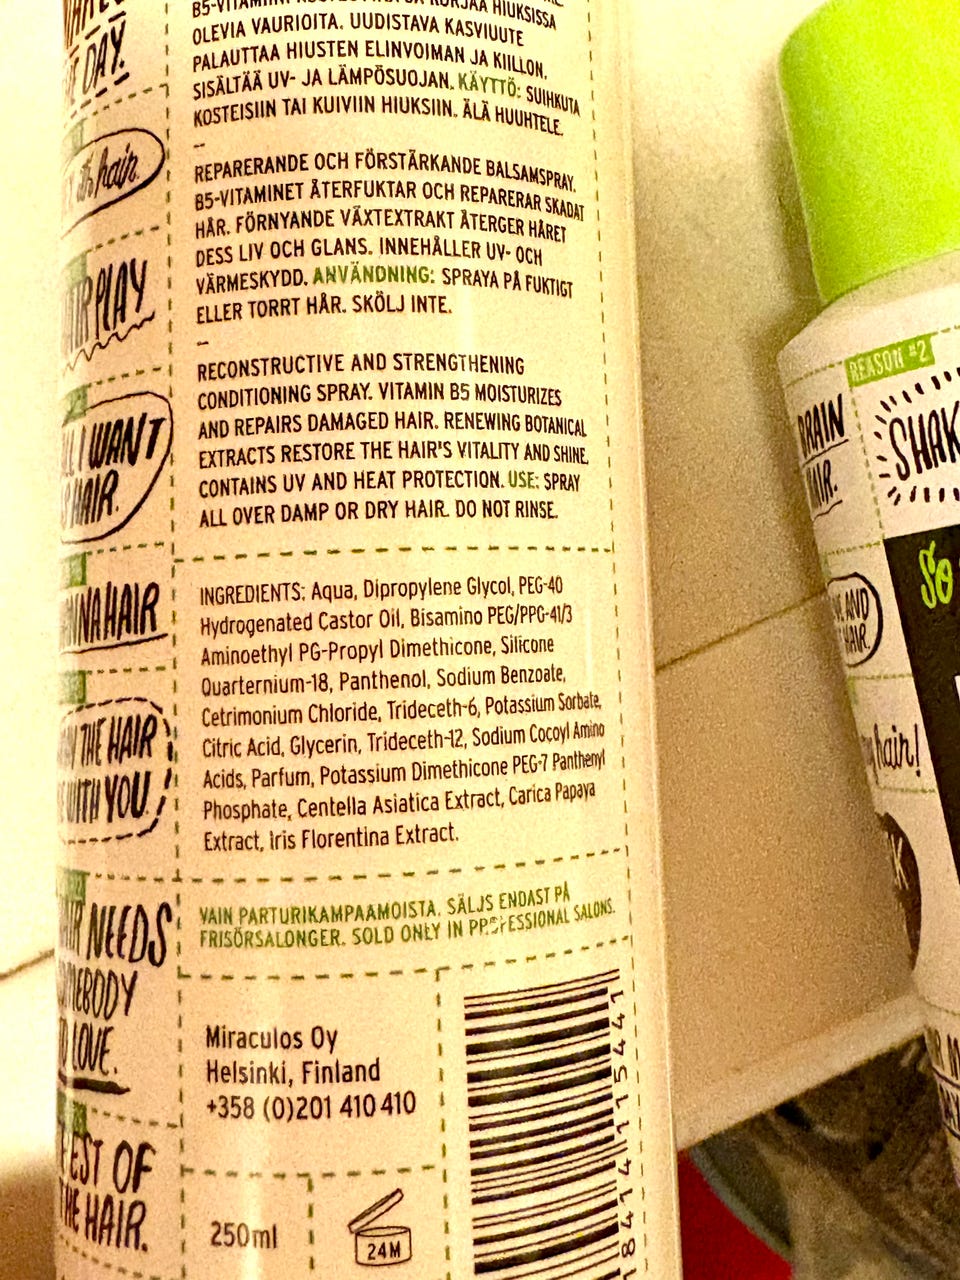 DAY.
OLEVIA VAURIOITA. UUDISTAVA KASVIUUTE
PALAUTTAA HIUSTEN ELINVOIMAN JA KIILLON.
SISÄLTÄÄ UV- JA LÄMPÖSUOJAN. KÄYTTÖ: SUIHKUTA
KOSTEISIIN TAI KUIVIIN HIUKSIIN. ÄLÄ HUUHTELE.
–
REPARERANDE OCH FÖRSTÄRKANDE BALSAMSPRAY.
B5-VITAMINET ÅTERFUKTAR OCH REPARERAR SKADAT
HÅR. FÖRNYANDE VÄXTEXTRAKT ÅTERGER HÅRET
DESS LIV OCH GLANS. INNEHÅLLER UV- OCH
VÄRMESKYDD. ANVÄNDNING: SPRAYA PÅ FUKTIGT
ELLER TORRT HÅR. SKÖLJ INTE.
–
RECONSTRUCTIVE AND STRENGTHENING
CONDITIONING SPRAY. VITAMIN B5 MOISTURIZES
AND REPAIRS DAMAGED HAIR. RENEWING BOTANICAL
EXTRACTS RESTORE THE HAIR'S VITALITY AND SHINE.
CONTAINS UV AND HEAT PROTECTION. USE: SPRAY
ALL OVER DAMP OR DRY HAIR. DO NOT RINSE.
INGREDIENTS: Aqua, Dipropylene Glycol, PEG-40
Hydrogenated Castor Oil, Bisamino PEG/PPG-41/3
Aminoethyl PG-Propyl Dimethicone, Silicone
Quarternium-18, Panthenol, Sodium Benzoate,
Cetrimonium Chloride, Trideceth-6, Potassium Sorbate,
Citric Acid, Glycerin, Trideceth-12, Sodium Cocoyl Amino
Acids, Parfum, Potassium Dimethicone PEG-7 Panthenyl
Phosphate, Centella Asiatica Extract, Carica Papaya
Extract, Iris Florentina Extract.
VAIN PARTURIKAMPAAMOISTA. SÄLJS ENDAST PÅ
FRISÖRSALONGER. SOLD ONLY IN PROFESSIONAL SALONS.
Miraculos Oy
Helsinki, Finland
+358 (0)201 410 410
250ml
24M
hair.
PLAY
I WANT
HAIR.
HAIR
THE HAIR
WITH YOU!
NEEDS
LOVE.
OF
THE HAIR.
REASON #2
So
AND
HAIR.
hair!